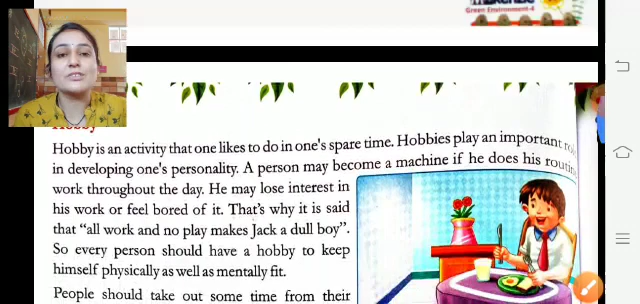 Green Environment-4
Hobby
Hobby is an activity that one likes to do in one's spare time. Hobbies play an important
in developing one's personality. A person may become a machine if he does his routine
work throughout the day. He may lose interest in
his work or feel bored of it. That's why it is said
that "all work and no play makes Jack a dull boy".
So every person should have a hobby to keep
himself physically as well as mentally fit.
People should take out some time from their